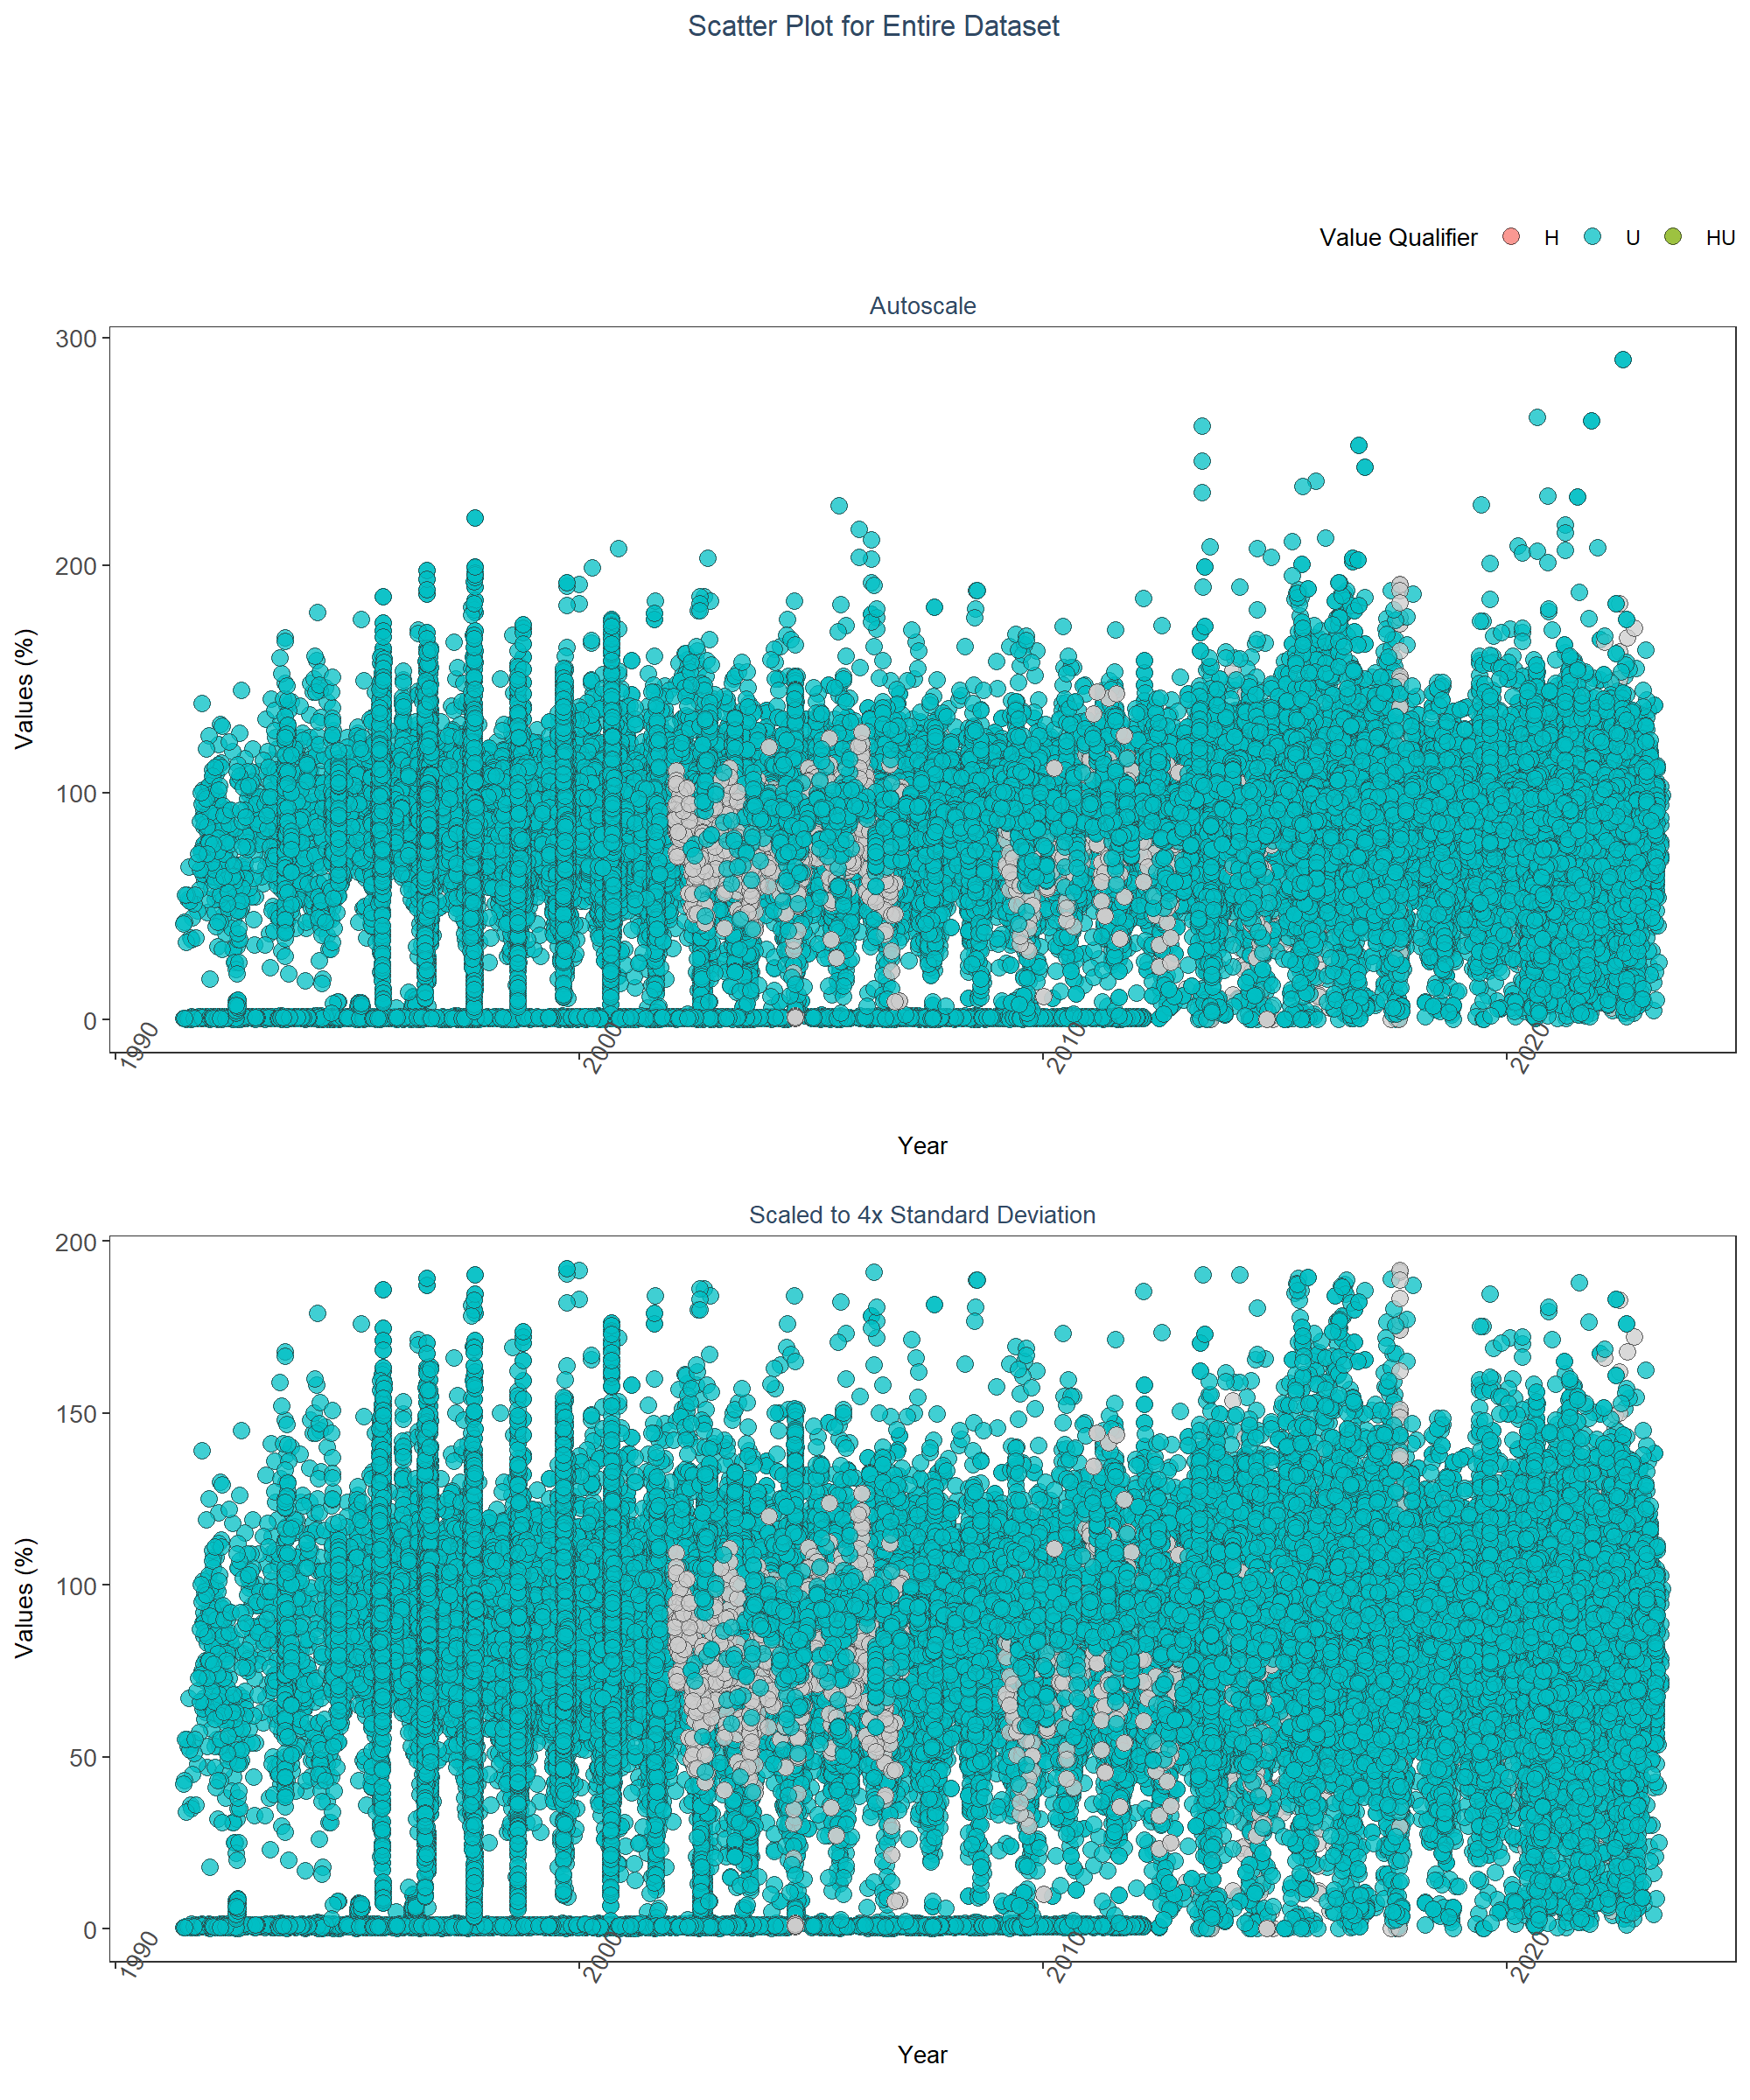 Scatter Plot for Entire Dataset
Value Qualifier H U HU
Autoscale
Values (%)
300
200
100
0
1990 2000 2010 2020
Year
Scaled to 4x Standard Deviation
Values (%)
200
150
100
50
0
1990 2000 2010 2020
Year